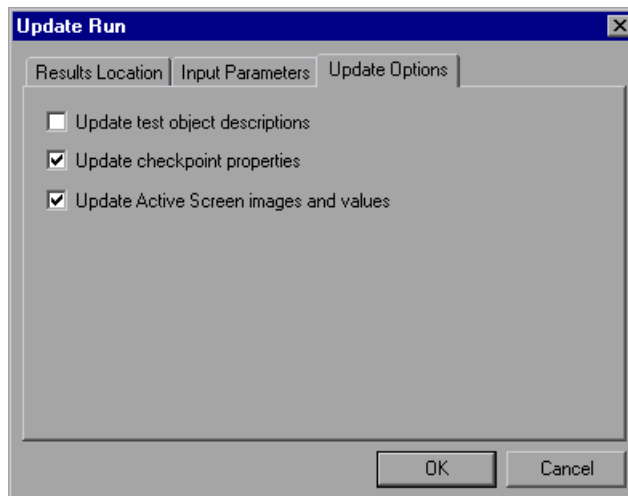 Update Run
Results Location Input Parameters Update Options
Update test object descriptions
Update checkpoint properties
Update Active Screen images and values
OK Cancel